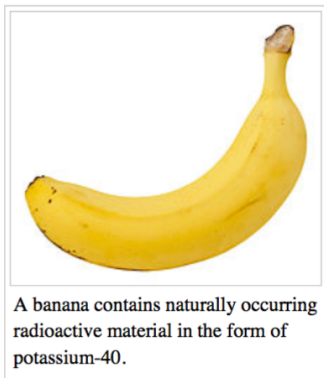 A banana contains naturally occurring
radioactive material in the form of
potassium-40.